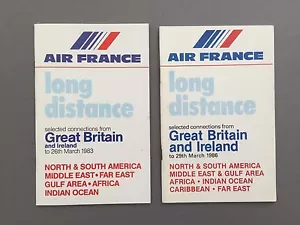 AIR FRANCE
long
distance
selected connections from
Great Britain
and Ireland
to 26th March 1983
NORTH & SOUTH AMERICA
MIDDLE EAST • FAR EAST
GULF AREA • AFRICA
INDIAN OCEAN
AIR FRANCE
long
distance
selected connections from
Great Britain
and Ireland
to 29th March 1986
NORTH & SOUTH AMERICA
MIDDLE EAST & GULF AREA
AFRICA • INDIAN OCEAN
CARIBBEAN • FAR EAST